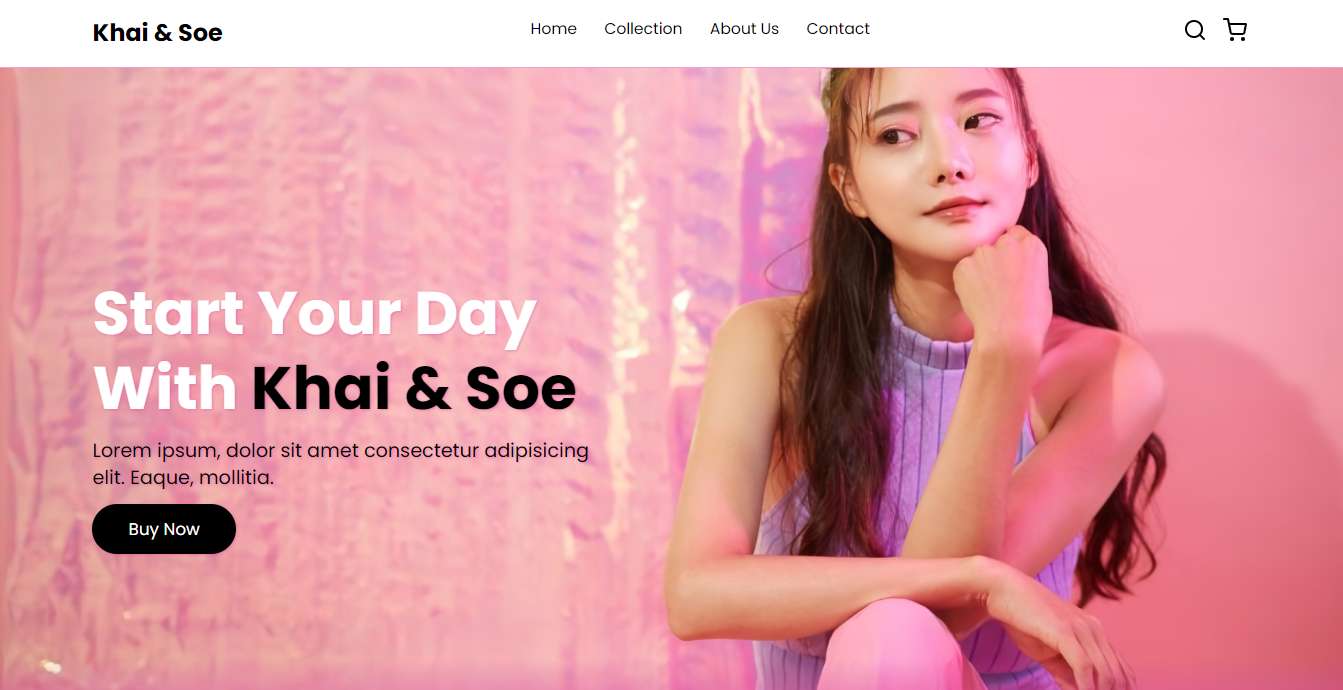 Khai & Soe
Home Collection About Us Contact
Start Your Day
With Khai & Soe
Lorem ipsum, dolor sit amet consectetur adipisicing
elit. Eaque, mollitia.
Buy Now